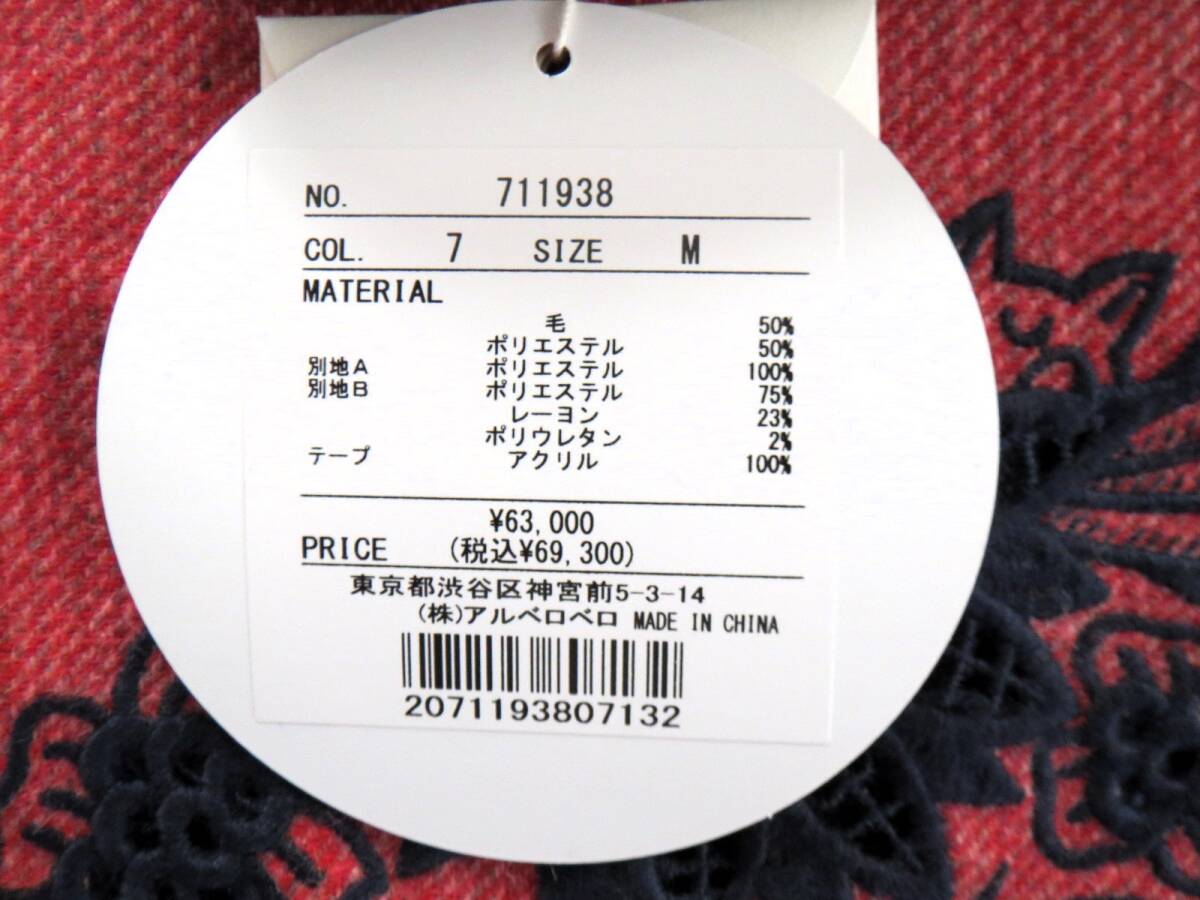 NO. 711938
COL. 7 SIZE M
MATERIAL
毛 50%
ポリエステル 50%
別地A ポリエステル 100%
別地B ポリエステル 75%
レーヨン 23%
ポリウレタン 2%
テープ アクリル 100%
¥63,000
PRICE (税込¥69,300)
東京都渋谷区神宮前5-3-14
(株)アルベロベロ MADE IN CHINA
2071193807132